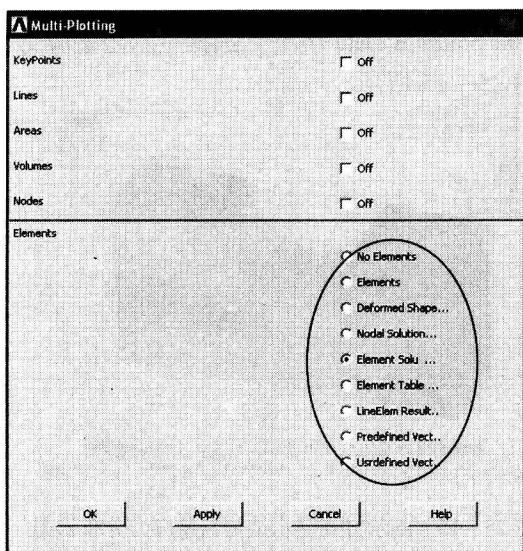 Multi-Plotting
KeyPoints Off
Lines Off
Areas Off
Volumes Off
Nodes Off
Elements
No Elements
Elements
Deformed Shape...
Nodal Solution...
Element Solu ...
Element Table ...
LineElem Result..
Predefined Vect..
Usrdefined Vect..
OK Apply Cancel Help